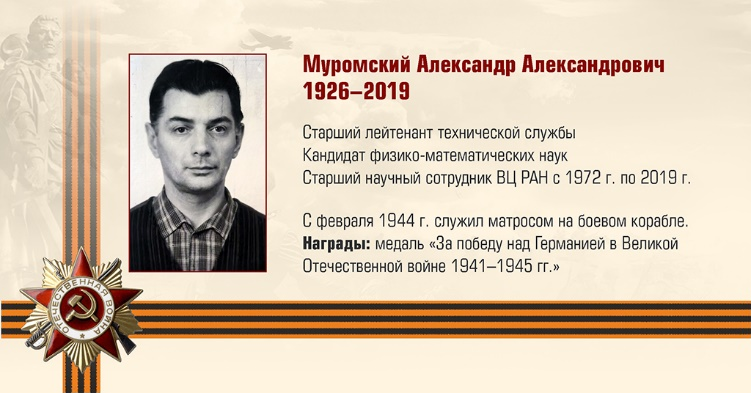 Муромский Александр Александрович
1926–2019
Старший лейтенант технической службы
Кандидат физико-математических наук
Старший научный сотрудник ВЦ РАН с 1972 г. по 2019 г.
С февраля 1944 г. служил матросом на боевом корабле.
Награды: медаль «За победу над Германией в Великой
Отечественной войне 1941–1945 гг.»
ОТЕЧЕСТВЕННАЯ ВОЙНА